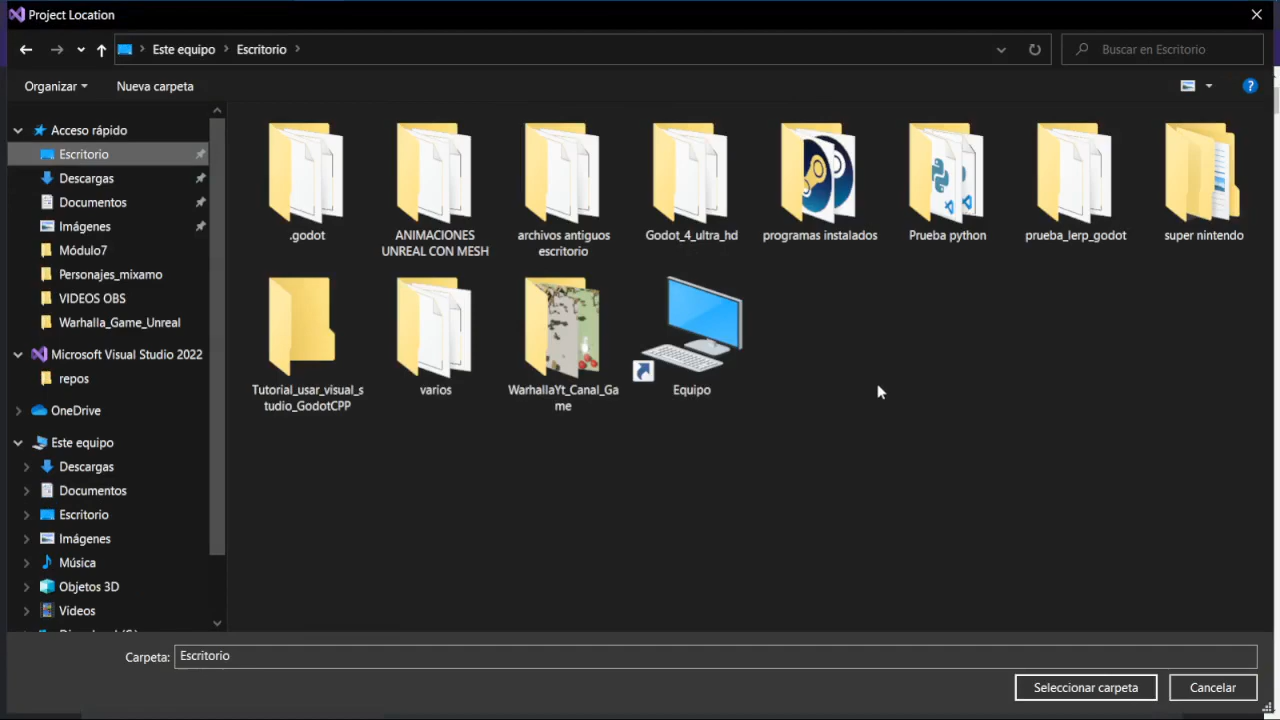 Project Location
Este equipo
Escritorio
Buscar en Escritorio
Organizar
Nueva carpeta
Acceso rápido
Escritorio
Descargas
Documentos
Imágenes
Módulo7
Personajes_mixamo
VIDEOS OBS
Warhalla_Game_Unreal
Microsoft Visual Studio 2022
repos
OneDrive
Este equipo
Descargas
Documentos
Escritorio
Imágenes
Música
Objetos 3D
Vídeos
.godot
ANIMACIONES
UNREAL CON MESH
archivos antiguos
escritorio
Godot_4_ultra_hd
programas instalados
Prueba python
prueba_lerp_godot
super nintendo
Tutorial_usar_visual_s
tudio_GodotCPP
varios
WarhallaYt_Canal_Ga
me
Equipo
Carpeta:
Escritorio
Seleccionar carpeta
Cancelar